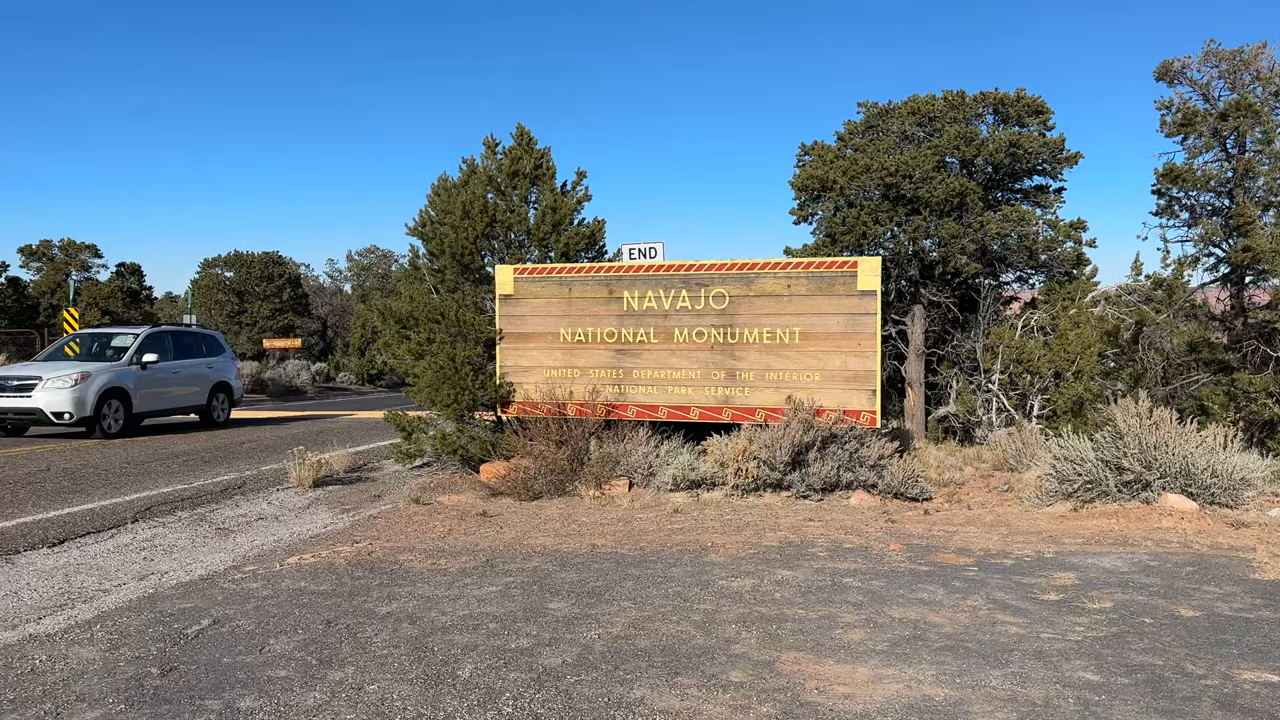 END
NAVAJO
NATIONAL MONUMENT
UNITED STATES DEPARTMENT OF THE INTERIOR
NATIONAL PARK SERVICE